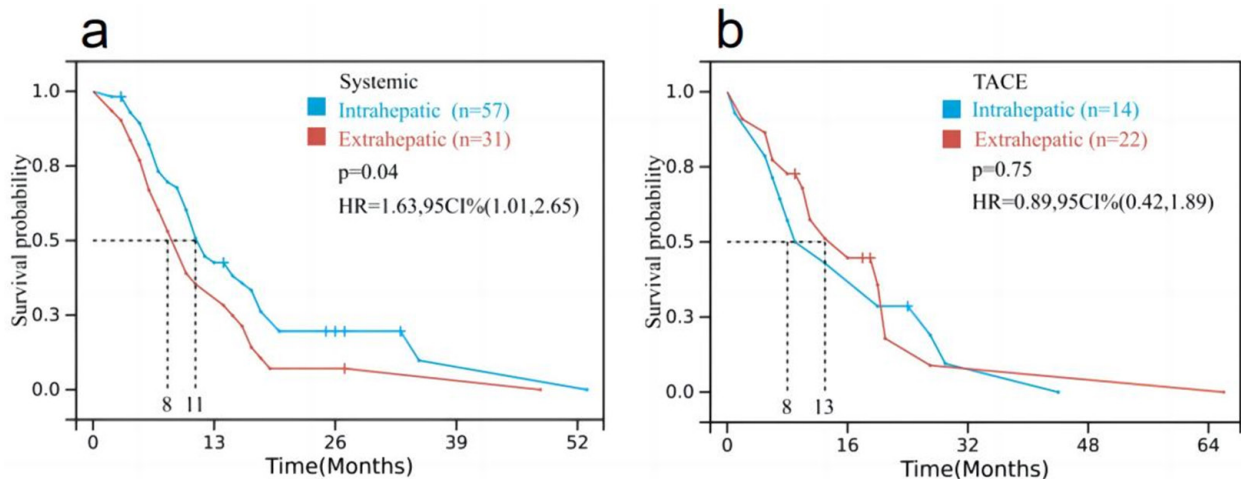 a
Systemic
Intrahepatic (n=57)
Extrahepatic (n=31)
p=0.04
HR=1.63,95CI%(1.01,2.65)
Survival probability
1.0
0.8
0.5
0.3
0.0
8
11
0
13
26
39
52
Time(Months)
b
TACE
Intrahepatic (n=14)
Extrahepatic (n=22)
p=0.75
HR=0.89,95CI%(0.42,1.89)
Survival probability
1.0
0.8
0.5
0.3
0.0
8
13
0
16
32
48
64
Time(Months)